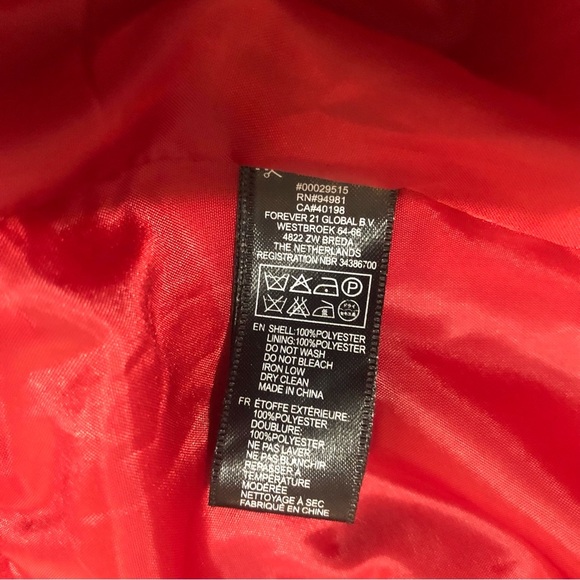 #00029515
RN#94981
CA#40198
FOREVER 21 GLOBAL B.V.
WESTBROEK 54-66
4822 ZW BREDA
THE NETHERLANDS
REGISTRATION NBR 34386700
P
EN SHELL:100%POLYESTER
LINING:100%POLYESTER
DO NOT WASH
DO NOT BLEACH
IRON LOW
DRY CLEAN
MADE IN CHINA
FR ÉTOFFE EXTÉRIEURE:
100%POLYESTER
DOUBLURE:
100%POLYESTER
NE PAS LAVER
NE PAS BLANCHIR
REPASSER À
TEMPÉRATURE
MODÉRÉE
NETTOYAGE À SEC
FABRIQUÉ EN CHINE